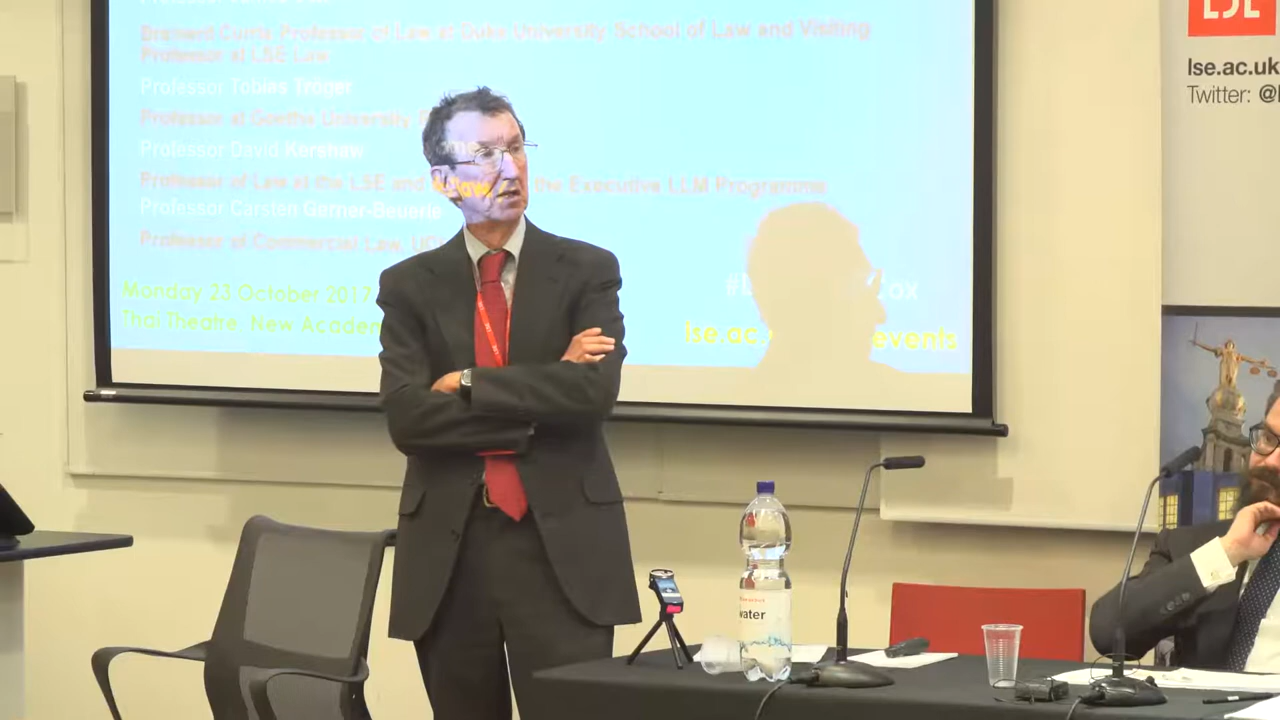 Brainerd Currie Professor of Law at Duke University School of Law and Visiting
Professor at LSE Law
Professor Tobias Tröger
Professor at Goethe University
Professor David Kershaw
Professor of Law at the LSE and the Executive LLM Programme
Professor Carsten Gerner-Beuerle
Professor of Commercial Law,
Monday 23 October 2017
Thai Theatre, New Academ
lse.ac. events
LSE
lse.ac.uk
Twitter: @
water